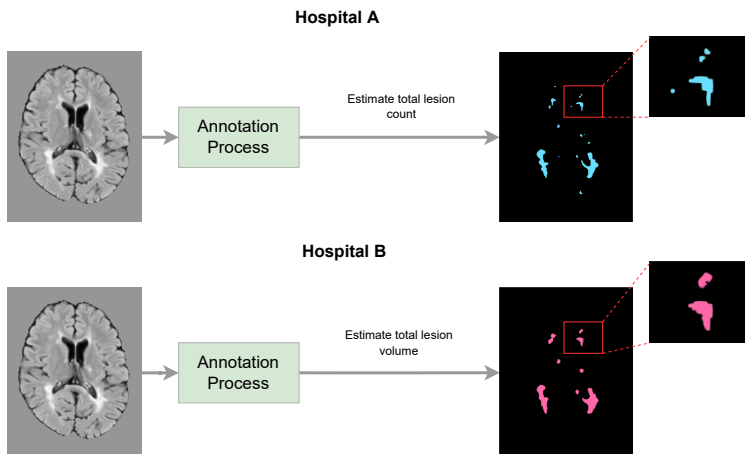 Hospital A
Annotation
Process
Estimate total lesion
count
Hospital B
Annotation
Process
Estimate total lesion
volume